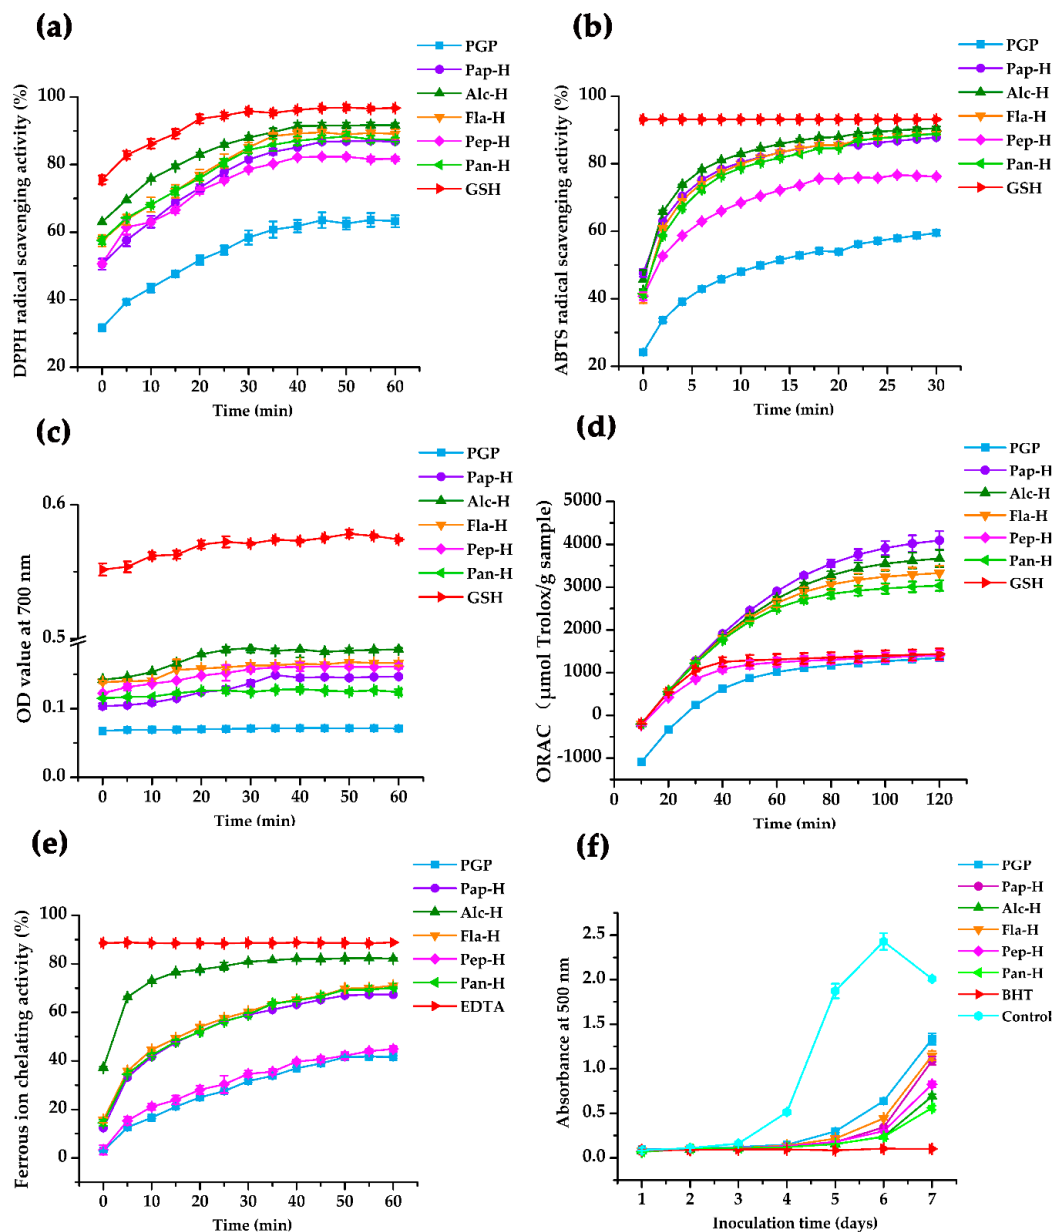 (a)
PGP
Pap-H
Alc-H
Fla-H
Pep-H
Pan-H
GSH
DPPH radical scavenging activity (%)
100
80
60
40
20
0 10 20 30 40 50 60
Time (min)
(b)
PGP
Pap-H
Alc-H
Fla-H
Pep-H
Pan-H
GSH
ABTS radical scavenging activity (%)
100
80
60
40
20
0 5 10 15 20 25 30
Time (min)
(c)
PGP
Pap-H
Alc-H
Fla-H
Pep-H
Pan-H
GSH
OD value at 700 nm
0.6
0.5
0.1
0.0
0 10 20 30 40 50 60
Time (min)
(d)
PGP
Pap-H
Alc-H
Fla-H
Pep-H
Pan-H
GSH
ORAC (μmol Trolox/g sample)
5000
4000
3000
2000
1000
0
-1000
0 20 40 60 80 100 120
Time (min)
(e)
PGP
Pap-H
Alc-H
Fla-H
Pep-H
Pan-H
EDTA
Ferrous ion chelating activity (%)
100
80
60
40
20
0
0 10 20 30 40 50 60
Time (min)
(f)
PGP
Pap-H
Alc-H
Fla-H
Pep-H
Pan-H
BHT
Control
Absorbance at 500 nm
2.5
2.0
1.5
1.0
0.5
0.0
1 2 3 4 5 6 7
Inoculation time (days)